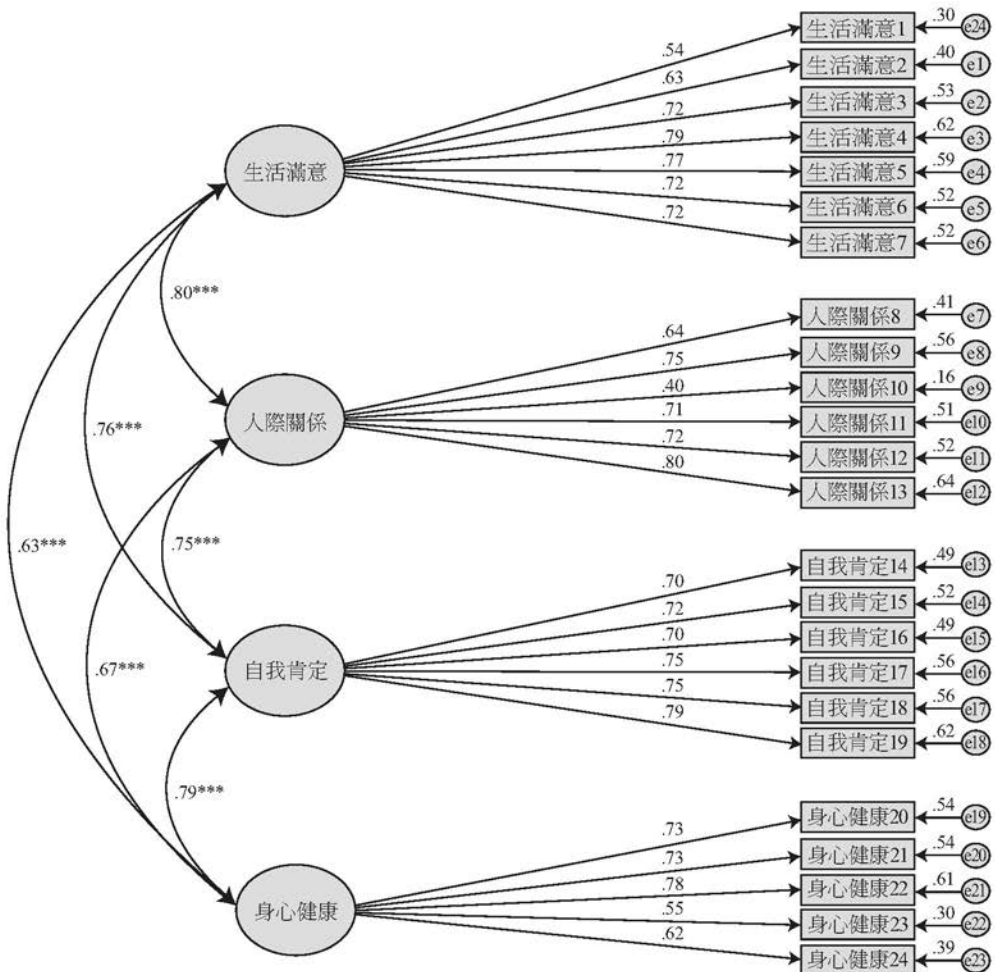 生活滿意
.54
.63
.72
.79
.77
.72
.72
生活滿意1
.30
e24
生活滿意2
.40
e1
生活滿意3
.53
e2
生活滿意4
.62
e3
生活滿意5
.59
e4
生活滿意6
.52
e5
生活滿意7
.52
e6
.80***
人際關係
.64
.75
.40
.71
.72
.80
人際關係8
.41
e7
人際關係9
.56
e8
人際關係10
.16
e9
人際關係11
.51
e10
人際關係12
.52
e11
人際關係13
.64
e12
.76***
.63***
.75***
自我肯定
.70
.72
.70
.75
.75
.79
自我肯定14
.49
e13
自我肯定15
.52
e14
自我肯定16
.49
e15
自我肯定17
.56
e16
自我肯定18
.56
e17
自我肯定19
.62
e18
.67***
.79***
身心健康
.73
.73
.78
.55
.62
身心健康20
.54
e19
身心健康21
.54
e20
身心健康22
.61
e21
身心健康23
.30
e22
身心健康24
.39
e23